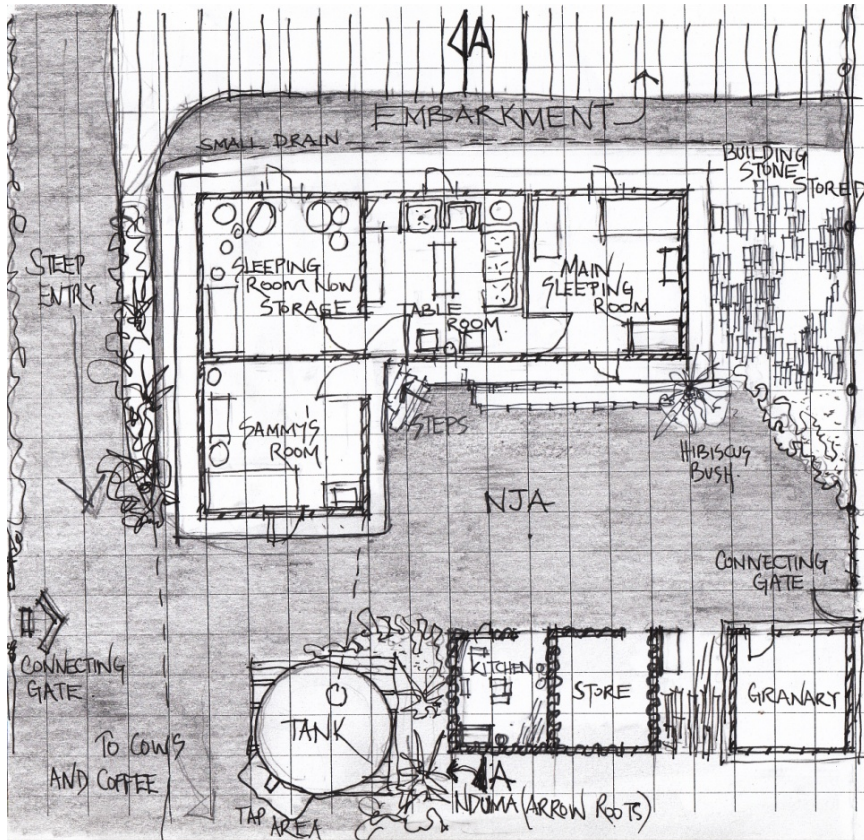 A
EMBARKMENT
SMALL DRAIN
BUILDING
STONE
STORED
STEEP
ENTRY
SLEEPING
ROOM NOW
STORAGE
TABLE
ROOM
MAIN
SLEEPING
ROOM
SAMMY'S
ROOM
STEPS
HIBISCUS
BUSH
NJA
CONNECTING
GATE
CONNECTING
GATE
KITCHEN
STORE
GRANARY
TANK
TO COWS
AND COFFEE
TAP
AREA
A
NDUMA (ARROW ROOTS)